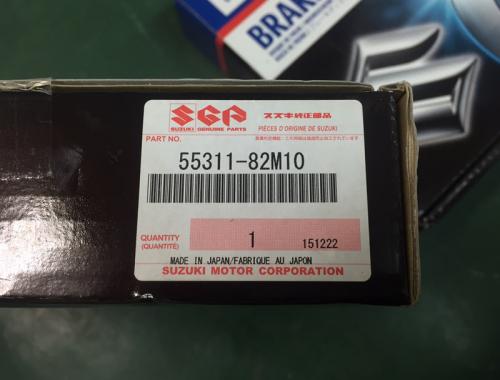 BRAK
SGP
スズキ純正部品
SUZUKI GENUINE PARTS
PIÈCES D'ORIGINE DE SUZUKI
PART NO.
55311-82M10
QUANTITY
(QUANTITÉ)
1
151222
MADE IN JAPAN/FABRIQUE AU JAPON
SUZUKI MOTOR CORPORATION